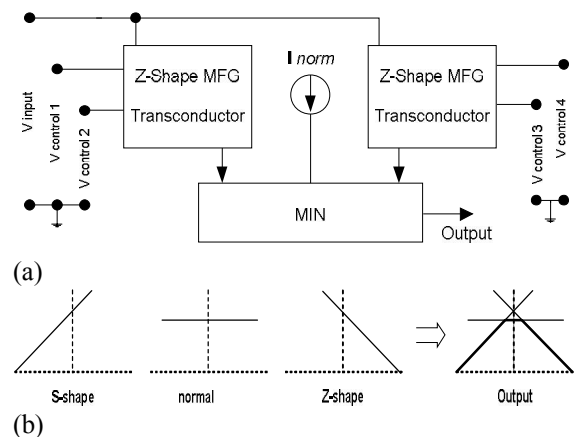 Z-Shape MFG
Transconductor
I norm
Z-Shape MFG
Transconductor
V input
V control 1
V control 2
V control 3
V control 4
MIN
Output
(a)
S-shape
normal
Z-shape
Output
(b)